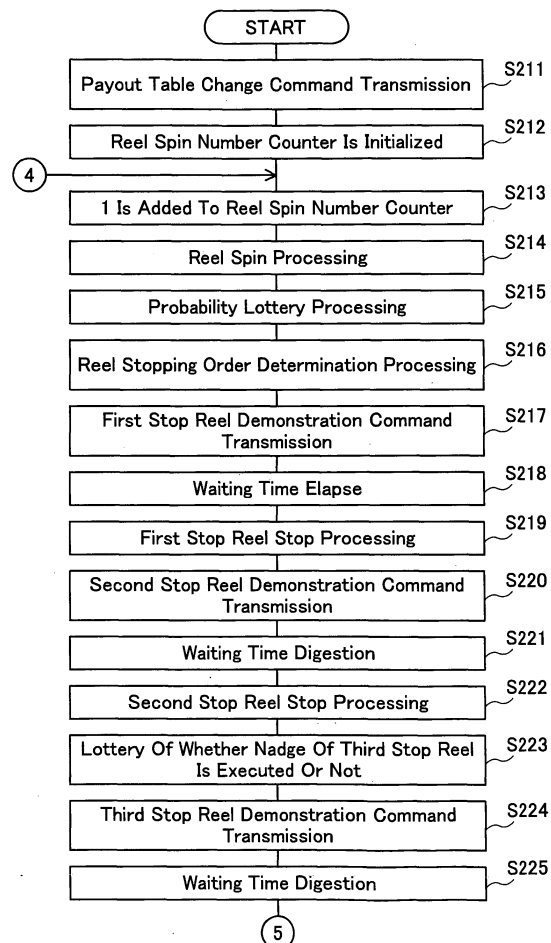 START
Payout Table Change Command Transmission
S211
Reel Spin Number Counter Is Initialized
S212
4
1 Is Added To Reel Spin Number Counter
S213
Reel Spin Processing
S214
Probability Lottery Processing
S215
Reel Stopping Order Determination Processing
S216
First Stop Reel Demonstration Command
Transmission
S217
Waiting Time Elapse
S218
First Stop Reel Stop Processing
S219
Second Stop Reel Demonstration Command
Transmission
S220
Waiting Time Digestion
S221
Second Stop Reel Stop Processing
S222
Lottery Of Whether Nadge Of Third Stop Reel
Is Executed Or Not
S223
Third Stop Reel Demonstration Command
Transmission
S224
Waiting Time Digestion
S225
5